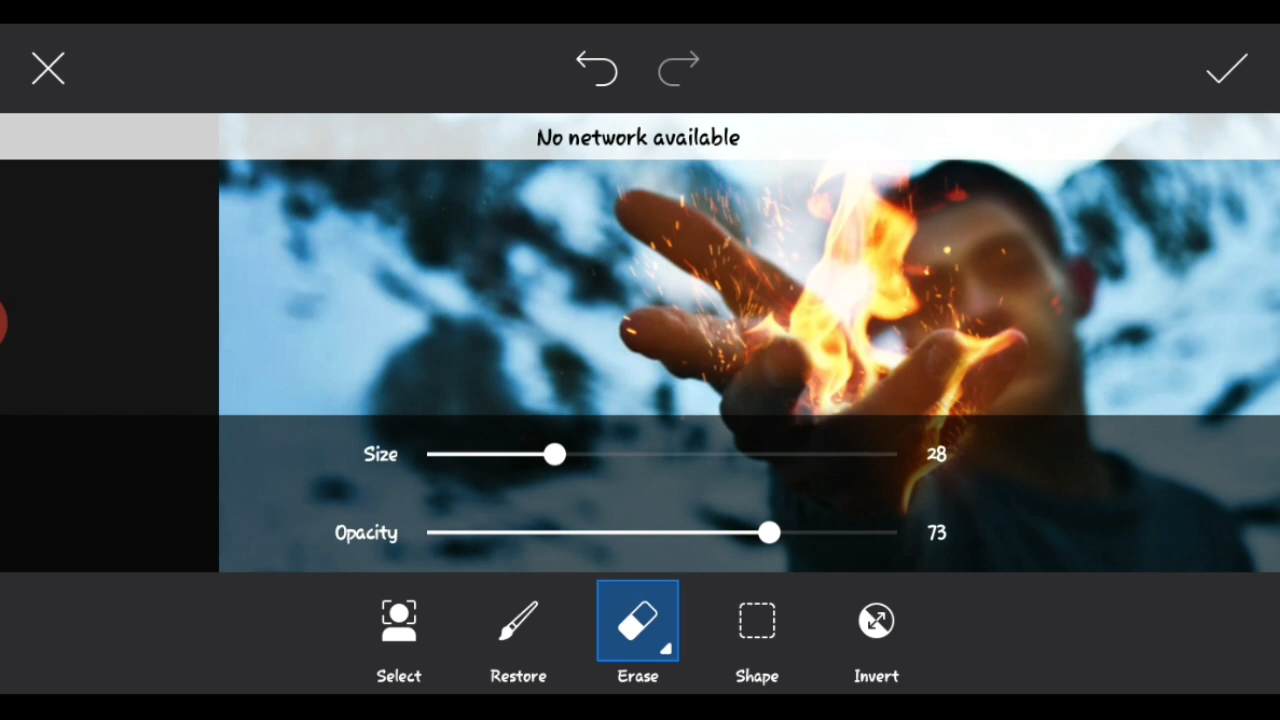 No network available
Size 28
Opacity 73
Select Restore Erase Shape Invert